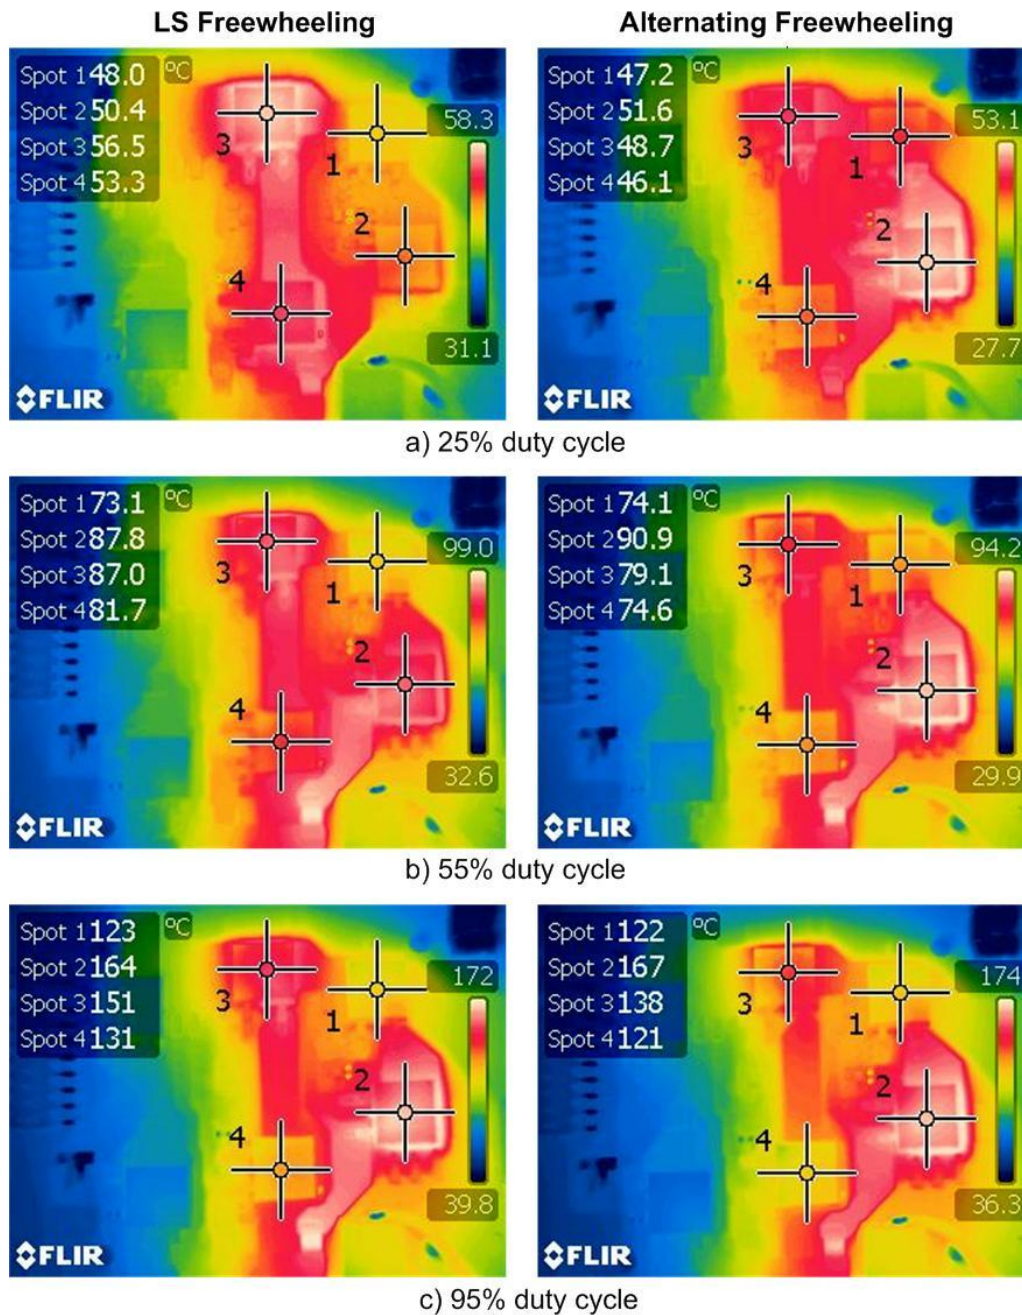 LS Freewheeling
Alternating Freewheeling
Spot 1 48.0 °C
Spot 2 50.4
Spot 3 56.5
Spot 4 53.3
58.3
31.1
3
1
2
4
FLIR
Spot 1 47.2 °C
Spot 2 51.6
Spot 3 48.7
Spot 4 46.1
53.1
27.7
3
1
2
4
FLIR
a) 25% duty cycle
Spot 1 73.1 °C
Spot 2 87.8
Spot 3 87.0
Spot 4 81.7
99.0
32.6
3
1
2
4
FLIR
Spot 1 74.1 °C
Spot 2 90.9
Spot 3 79.1
Spot 4 74.6
94.2
29.9
3
1
2
4
FLIR
b) 55% duty cycle
Spot 1 123 °C
Spot 2 164
Spot 3 151
Spot 4 131
172
39.8
3
1
2
4
FLIR
Spot 1 122 °C
Spot 2 167
Spot 3 138
Spot 4 121
174
36.3
3
1
2
4
FLIR
c) 95% duty cycle